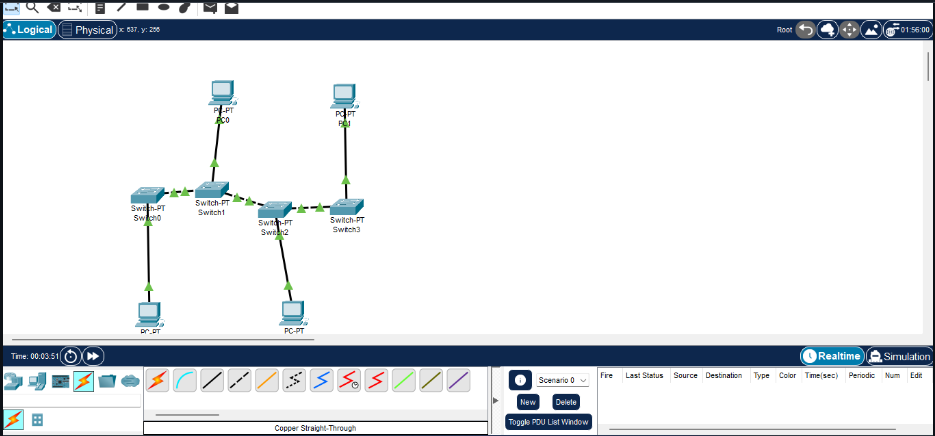 Logical
Physical
x: 637, y: 256
Root
01:56:00
PC-PT
PC0
PC-PT
PC1
Switch-PT
Switch0
Switch-PT
Switch1
Switch-PT
Switch2
Switch-PT
Switch3
PC-PT
PC-PT
Time: 00:03:51
Realtime
Simulation
Scenario 0
New
Delete
Toggle PDU List Window
Fire Last Status Source Destination Type Color Time(sec) Periodic Num Edit
Copper Straight-Through